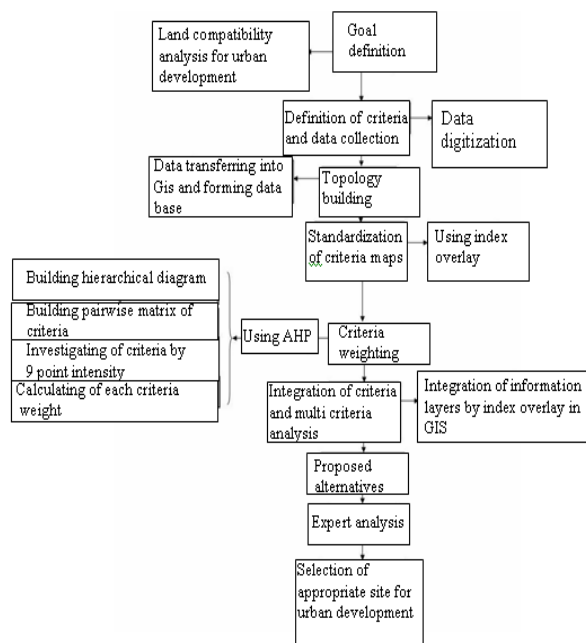 Goal
definition
Land compatibility
analysis for urban
development
Definition of criteria
and data collection
Data
digitization
Data transferring into
Gis and forming data
base
Topology
building
Standardization
of criteria maps
Using index
overlay
Building hierarchical diagram
Building pairwise matrix of
criteria
Investigating of criteria by
9 point intensity
Calculating of each criteria
weight
Using AHP
Criteria
weighting
Integration of criteria
and multi criteria
analysis
Integration of information
layers by index overlay in
GIS
Proposed
alternatives
Expert analysis
Selection of
appropriate site for
urban development